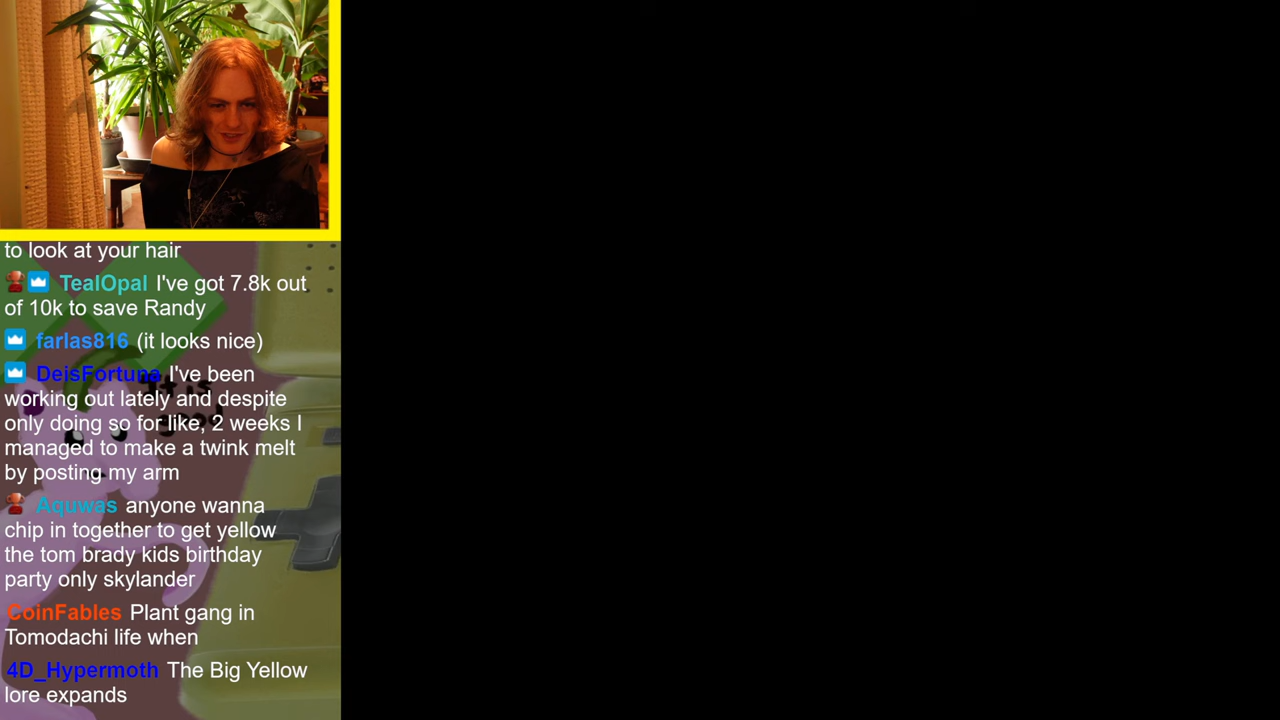 to look at your hair
TealOpal I've got 7.8k out
of 10k to save Randy
farlas816 (it looks nice)
DeisFortuna I've been
working out lately and despite
only doing so for like, 2 weeks I
managed to make a twink melt
by posting my arm
Aquwas anyone wanna
chip in together to get yellow
the tom brady kids birthday
party only skylander
CoinFables Plant gang in
Tomodachi life when
4D_Hypermoth The Big Yellow
lore expands